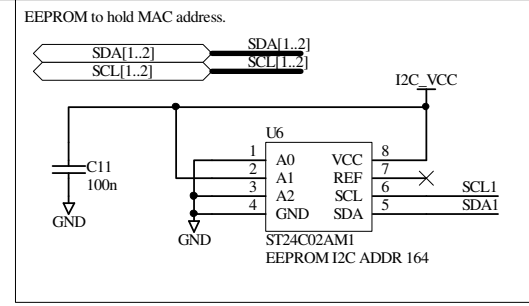 EEPROM to hold MAC address.
SDA[1..2] SDA[1..2]
SCL[1..2] SCL[1..2]
I2C_VCC
U6
1 A0 VCC 8
2 A1 REF 7
3 A2 SCL 6 SCL1
4 GND SDA 5 SDA1
C11
100n
GND
GND
ST24C02AM1
EEPROM I2C ADDR 164